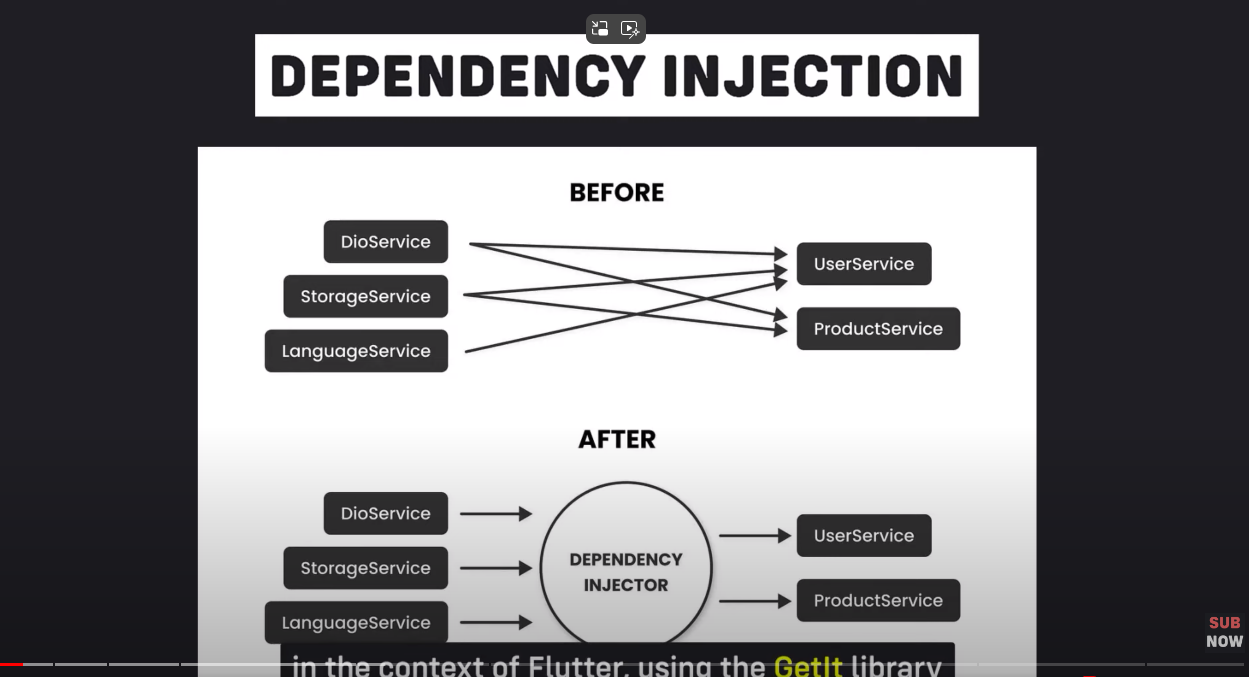 DEPENDENCY INJECTION
BEFORE
DioService
StorageService
LanguageService
UserService
ProductService
AFTER
DioService
StorageService
LanguageService
DEPENDENCY
INJECTOR
UserService
ProductService
SUB
NOW
in the context of Flutter, using the GetIt library